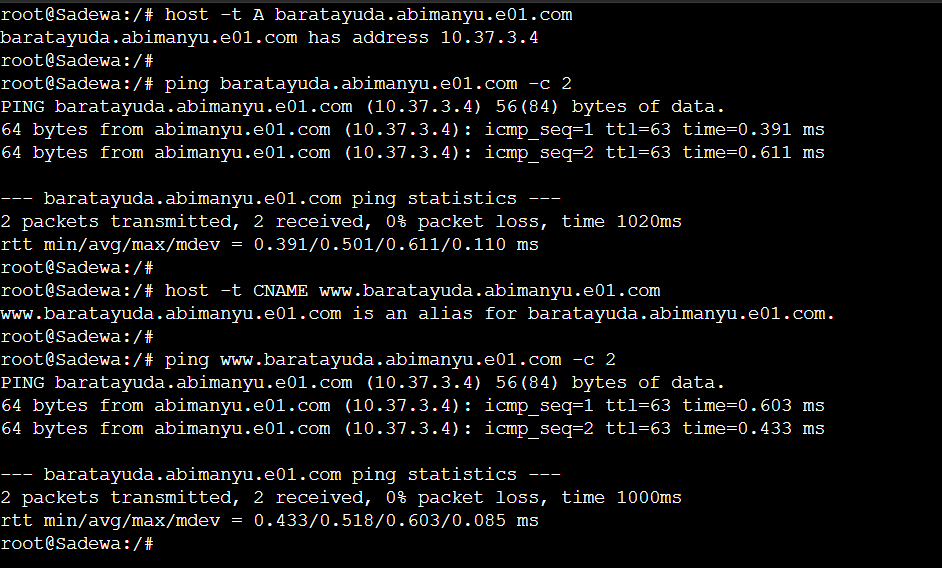 root@Sadewa:/# host -t A baratayuda.abimanyu.e01.com
baratayuda.abimanyu.e01.com has address 10.37.3.4
root@Sadewa:/#
root@Sadewa:/# ping baratayuda.abimanyu.e01.com -c 2
PING baratayuda.abimanyu.e01.com (10.37.3.4) 56(84) bytes of data.
64 bytes from abimanyu.e01.com (10.37.3.4): icmp_seq=1 ttl=63 time=0.391 ms
64 bytes from abimanyu.e01.com (10.37.3.4): icmp_seq=2 ttl=63 time=0.611 ms

--- baratayuda.abimanyu.e01.com ping statistics ---
2 packets transmitted, 2 received, 0% packet loss, time 1020ms
rtt min/avg/max/mdev = 0.391/0.501/0.611/0.110 ms
root@Sadewa:/#
root@Sadewa:/# host -t CNAME www.baratayuda.abimanyu.e01.com
www.baratayuda.abimanyu.e01.com is an alias for baratayuda.abimanyu.e01.com.
root@Sadewa:/#
root@Sadewa:/# ping www.baratayuda.abimanyu.e01.com -c 2
PING baratayuda.abimanyu.e01.com (10.37.3.4) 56(84) bytes of data.
64 bytes from abimanyu.e01.com (10.37.3.4): icmp_seq=1 ttl=63 time=0.603 ms
64 bytes from abimanyu.e01.com (10.37.3.4): icmp_seq=2 ttl=63 time=0.433 ms

--- baratayuda.abimanyu.e01.com ping statistics ---
2 packets transmitted, 2 received, 0% packet loss, time 1000ms
rtt min/avg/max/mdev = 0.433/0.518/0.603/0.085 ms
root@Sadewa:/#